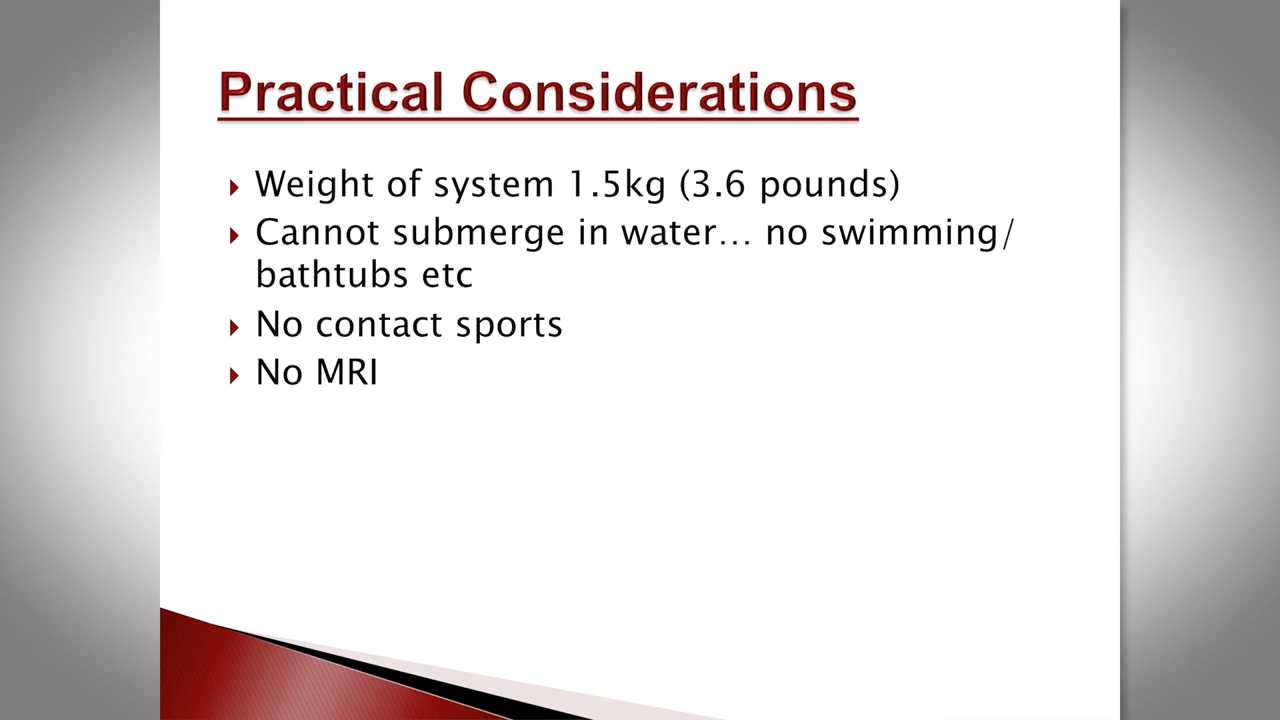 Practical Considerations
Weight of system 1.5kg (3.6 pounds)
Cannot submerge in water... no swimming/
bathtubs etc
No contact sports
No MRI